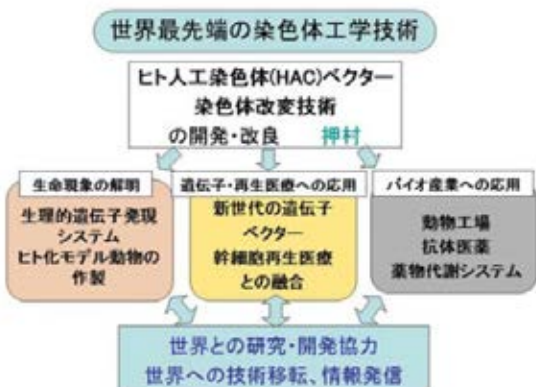 世界最先端の染色体工学技術
ヒト人工染色体(HAC)ベクター
染色体改変技術
の開発・改良 押村
生命現象の解明
生理的遺伝子発現
システム
ヒト化モデル動物の
作製
遺伝子・再生医療への応用
新世代の遺伝子
ベクター
幹細胞再生医療
との融合
バイオ産業への応用
動物工場
抗体医薬
薬物代謝システム
世界との研究・開発協力
世界への技術移転、情報発信